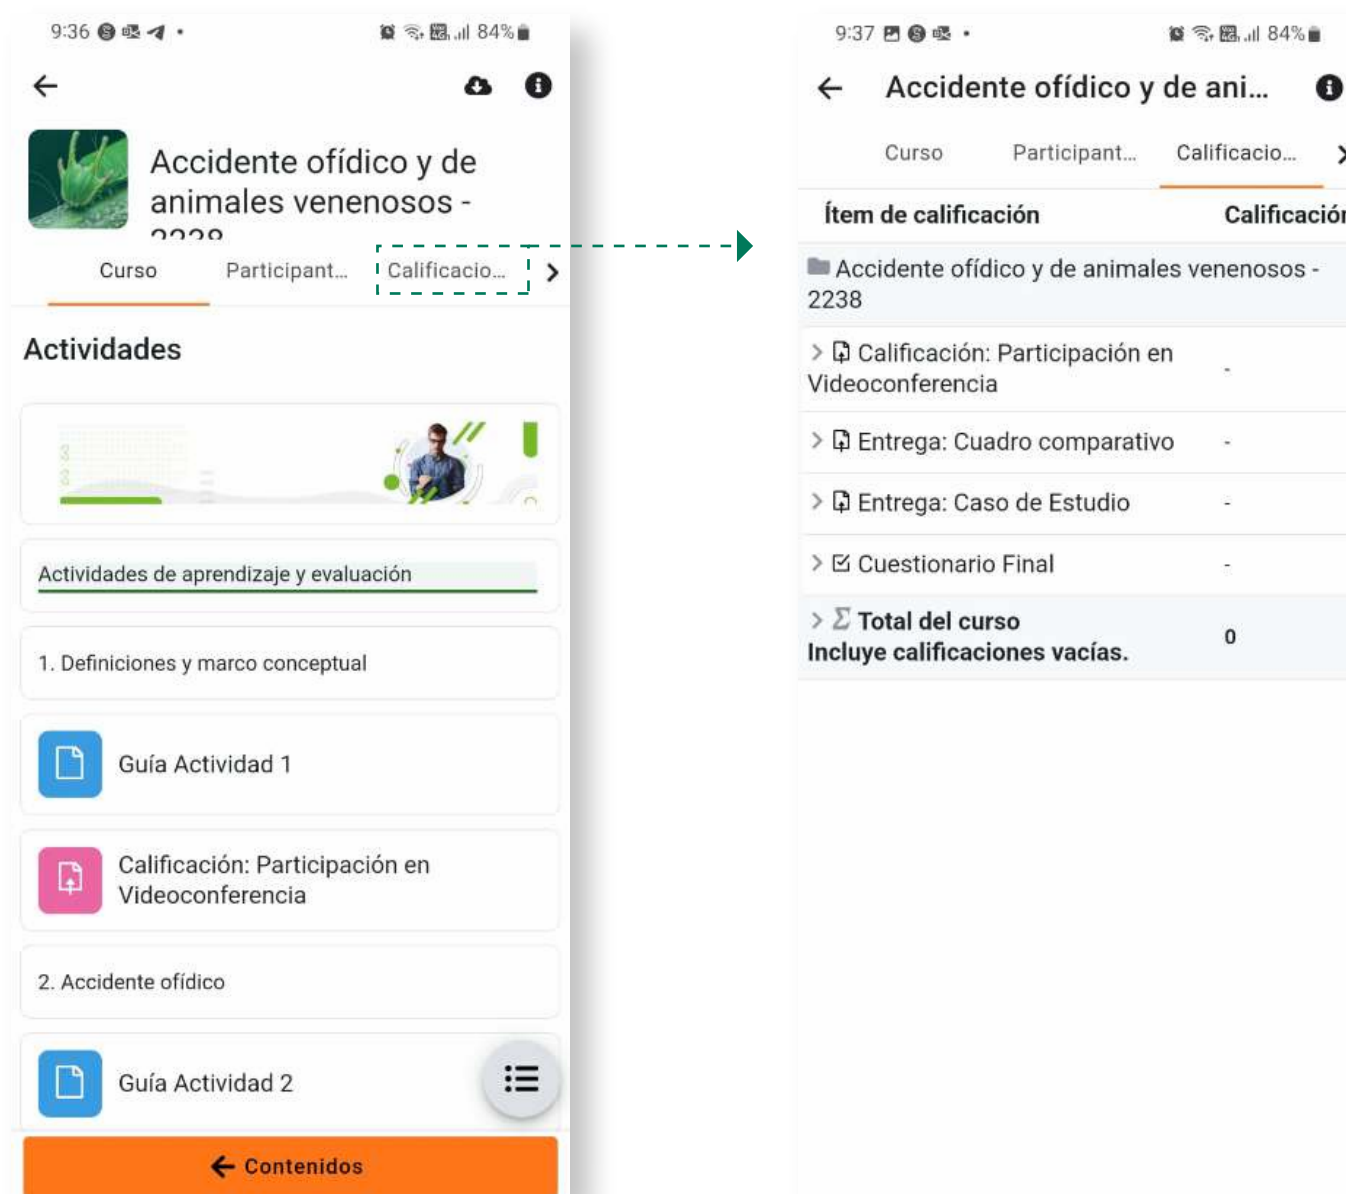 9:36
84%
Accidente ofídico y de
animales venenosos -
2238
Curso
Participant...
Calificacio...
Actividades
Actividades de aprendizaje y evaluación
1. Definiciones y marco conceptual
Guía Actividad 1
Calificación: Participación en
Videoconferencia
2. Accidente ofídico
Guía Actividad 2
Contenidos
9:37
84%
Accidente ofídico y de ani...
Curso
Participant...
Calificacio...
Ítem de calificación
Calificación
Accidente ofídico y de animales venenosos -
2238
Calificación: Participación en
Videoconferencia
-
Entrega: Cuadro comparativo
-
Entrega: Caso de Estudio
-
Cuestionario Final
-
Σ Total del curso
Incluye calificaciones vacías.
0